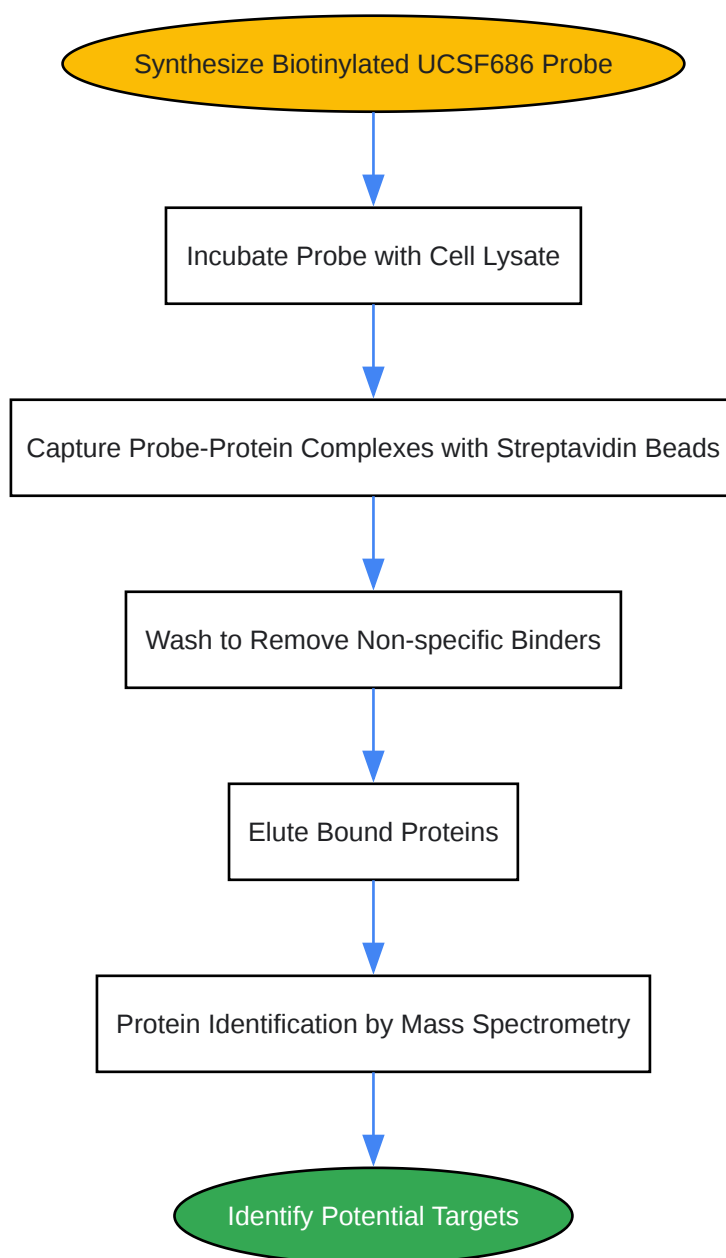 Synthesize Biotinylated UCSF686 Probe
Incubate Probe with Cell Lysate
Capture Probe-Protein Complexes with Streptavidin Beads
Wash to Remove Non-specific Binders
Elute Bound Proteins
Protein Identification by Mass Spectrometry
Identify Potential Targets